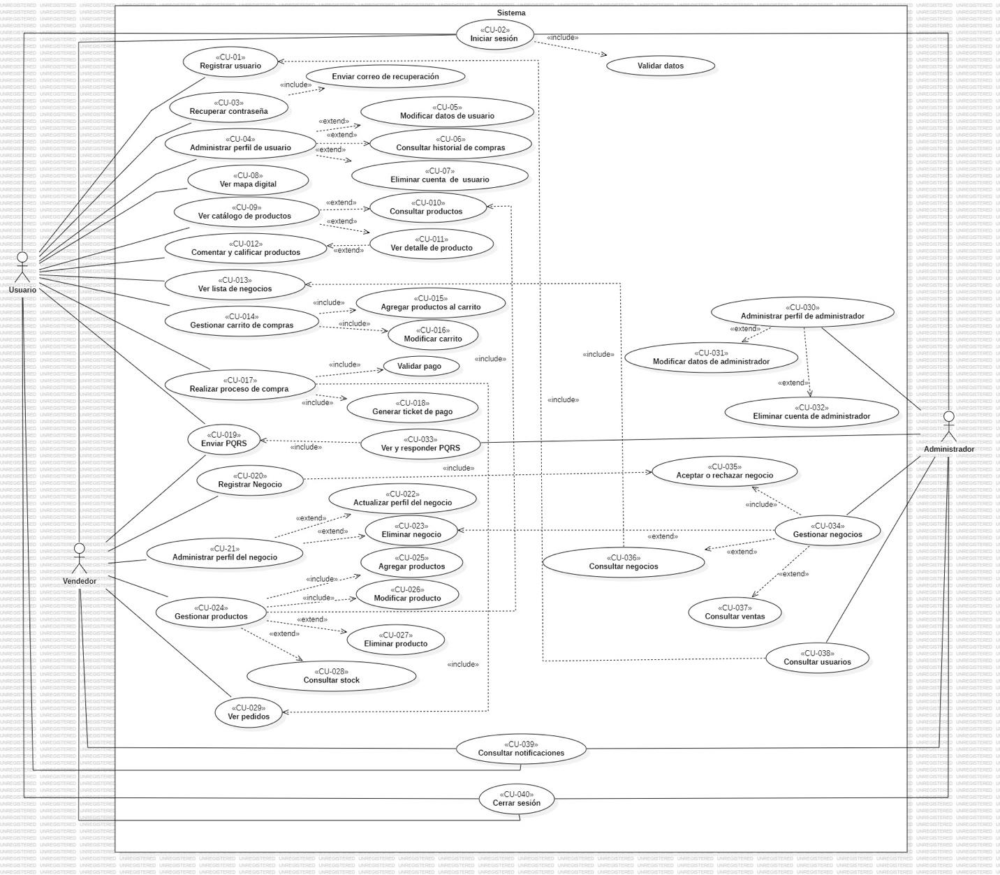 Sistema
«CU-02»
Iniciar sesión
«include»
Validar datos
«CU-01»
Registrar usuario
Enviar correo de recuperación
«include»
«CU-03»
Recuperar contraseña
«CU-05»
Modificar datos de usuario
«extend»
«CU-04»
Administrar perfil de usuario
«extend»
«CU-06»
Consultar historial de compras
«extend»
«CU-07»
Eliminar cuenta de usuario
«CU-08»
Ver mapa digital
«CU-09»
Ver catálogo de productos
«extend»
«CU-010»
Consultar productos
«extend»
«CU-011»
Ver detalle de producto
«CU-012»
Comentar y calificar productos
«extend»
Usuario
«CU-013»
Ver lista de negocios
«CU-015»
Agregar productos al carrito
«include»
«CU-014»
Gestionar carrito de compras
«include»
«CU-016»
Modificar carrito
«CU-030»
Administrar perfil de administrador
«extend»
«include»
«CU-031»
Modificar datos de administrador
«include»
«include»
Validar pago
«CU-017»
Realizar proceso de compra
«extend»
«include»
«CU-018»
Generar ticket de pago
«include»
«CU-032»
Eliminar cuenta de administrador
«CU-019»
Enviar PQRS
«include»
«CU-033»
Ver y responder PQRS
Administrador
«include»
«CU-035»
Aceptar o rechazar negocio
«CU-020»
Registrar Negocio
«CU-022»
Actualizar perfil del negocio
«include»
«extend»
«CU-023»
Eliminar negocio
«extend»
«CU-034»
Gestionar negocios
«extend»
«extend»
«CU-21»
Administrar perfil del negocio
«CU-036»
Consultar negocios
«CU-025»
Agregar productos
Vendedor
«include»
«extend»
«CU-026»
Modificar producto
«include»
«CU-024»
Gestionar productos
«CU-037»
Consultar ventas
«extend»
«CU-027»
Eliminar producto
«extend»
«CU-038»
Consultar usuarios
«include»
«CU-028»
Consultar stock
«CU-029»
Ver pedidos
«CU-039»
Consultar notificaciones
«CU-040»
Cerrar sesión
UNREGISTERED